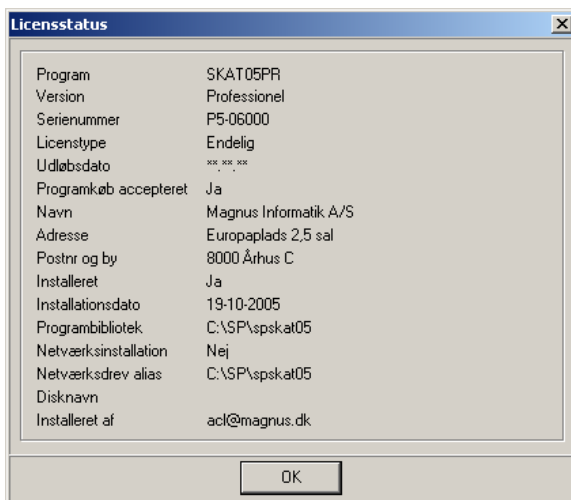 Licensstatus
Program SKAT05PR
Version Professionel
Serienummer P5-06000
Licenstype Endelig
Udløbsdato **.**.**
Programkøb accepteret Ja
Navn Magnus Informatik A/S
Adresse Europaplads 2,5 sal
Postnr og by 8000 Århus C
Installeret Ja
Installationsdato 19-10-2005
Programbibliotek C:\SP\spskat05
Netværksinstallation Nej
Netværksdrev alias C:\SP\spskat05
Disknavn
Installeret af acl@magnus.dk
OK